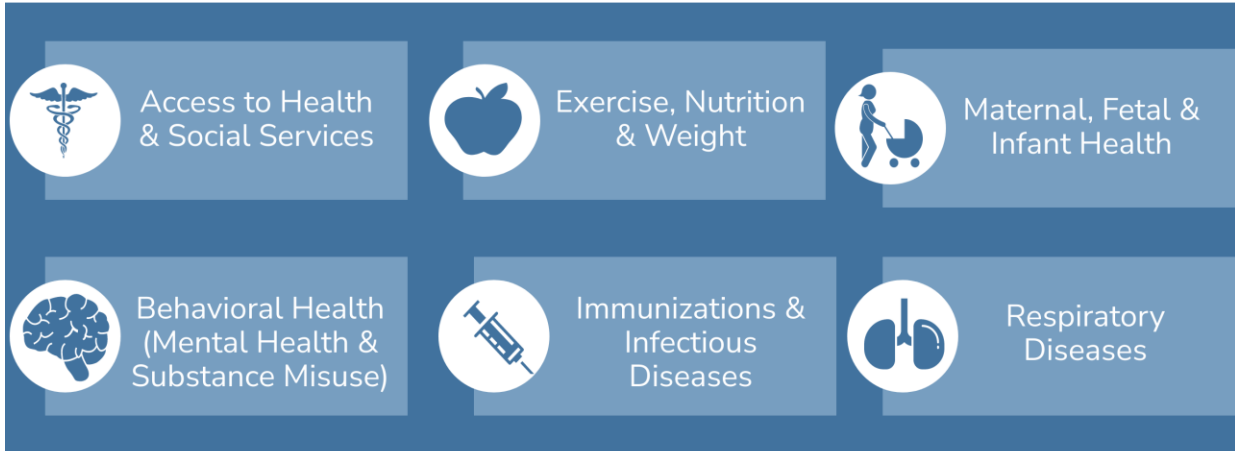 Access to Health
& Social Services
Exercise, Nutrition
& Weight
Maternal, Fetal &
Infant Health
Behavioral Health
(Mental Health &
Substance Misuse)
Immunizations &
Infectious
Diseases
Respiratory
Diseases